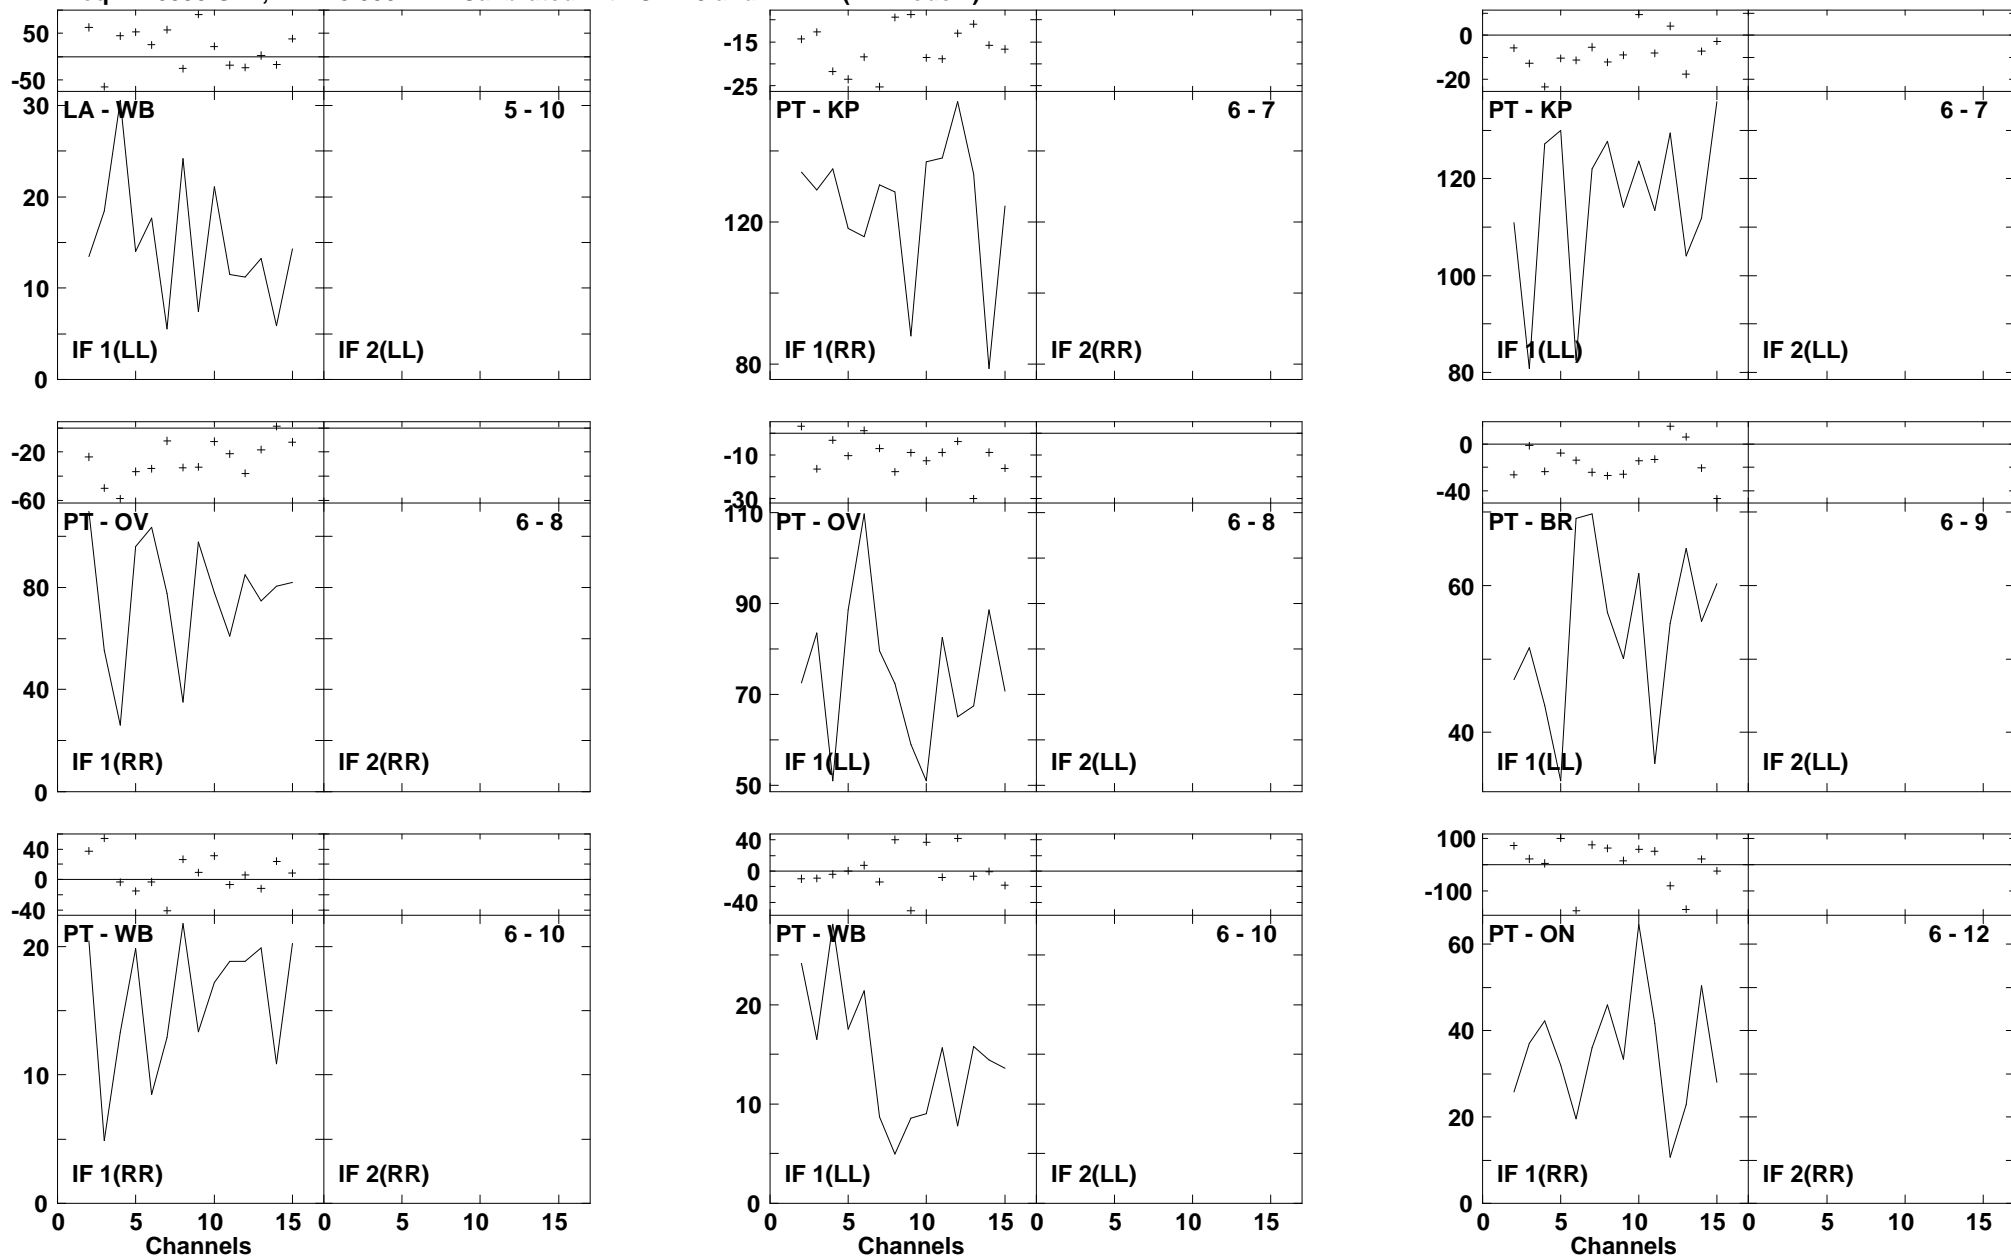 50
-50
30
20
10
0
LA - WB
5 - 10
IF 1(LL)
IF 2(LL)
-15
-25
120
80
PT - KP
6 - 7
IF 1(RR)
IF 2(RR)
0
-20
120
100
80
PT - KP
6 - 7
IF 1(LL)
IF 2(LL)
-20
-60
80
40
0
PT - OV
6 - 8
IF 1(RR)
IF 2(RR)
-10
-30
110
90
70
50
PT - OV
6 - 8
IF 1(LL)
IF 2(LL)
0
-40
60
40
PT - BR
6 - 9
IF 1(LL)
IF 2(LL)
40
0
-40
20
10
0
PT - WB
6 - 10
IF 1(RR)
IF 2(RR)
0 5 10 15 0 5 10 15
Channels
40
0
-40
20
10
0
PT - WB
6 - 10
IF 1(LL)
IF 2(LL)
0 5 10 15 0 5 10 15
Channels
100
-100
60
40
20
0
PT - ON
6 - 12
IF 1(RR)
IF 2(RR)
0 5 10 15 0 5 10 15
Channels